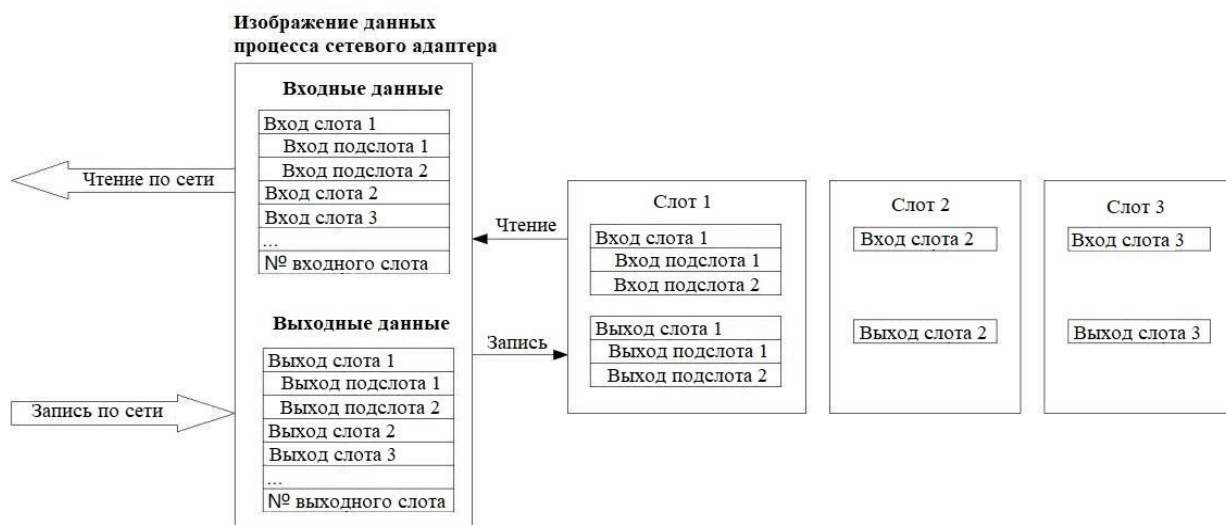 Изображение данных
процесса сетевого адаптера
Входные данные
Вход слота 1
Вход подслота 1
Вход подслота 2
Вход слота 2
Вход слота 3
...
№ входного слота
Чтение по сети
Выходные данные
Выход слота 1
Выход подслота 1
Выход подслота 2
Выход слота 2
Выход слота 3
...
№ выходного слота
Запись по сети
Чтение
Запись
Слот 1
Вход слота 1
Вход подслота 1
Вход подслота 2
Выход слота 1
Выход подслота 1
Выход подслота 2
Слот 2
Вход слота 2
Выход слота 2
Слот 3
Вход слота 3
Выход слота 3